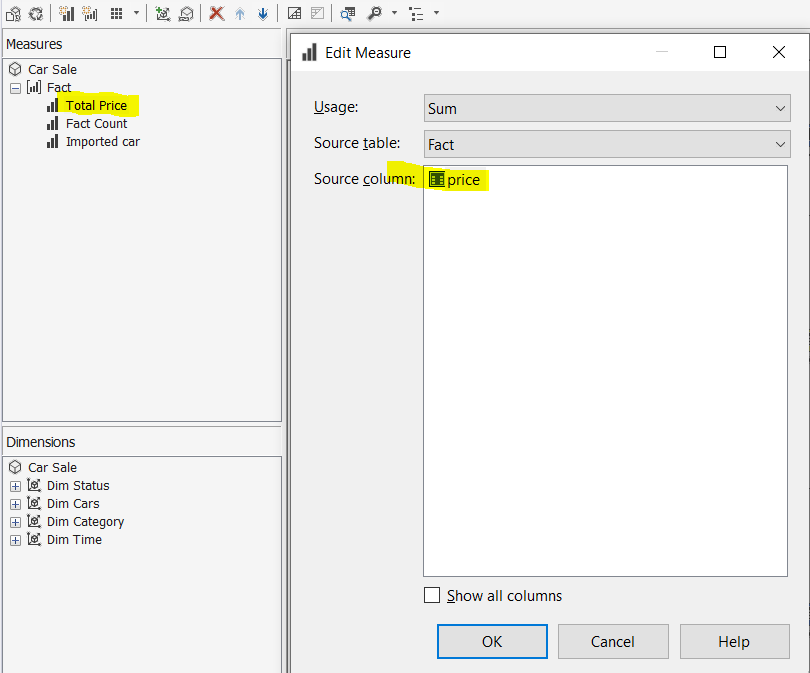 Measures
Car Sale
Fact
Total Price
Fact Count
Imported car
Dimensions
Car Sale
Dim Status
Dim Cars
Dim Category
Dim Time
Edit Measure
Usage:
Sum
Source table:
Fact
Source column:
price
Show all columns
OK
Cancel
Help